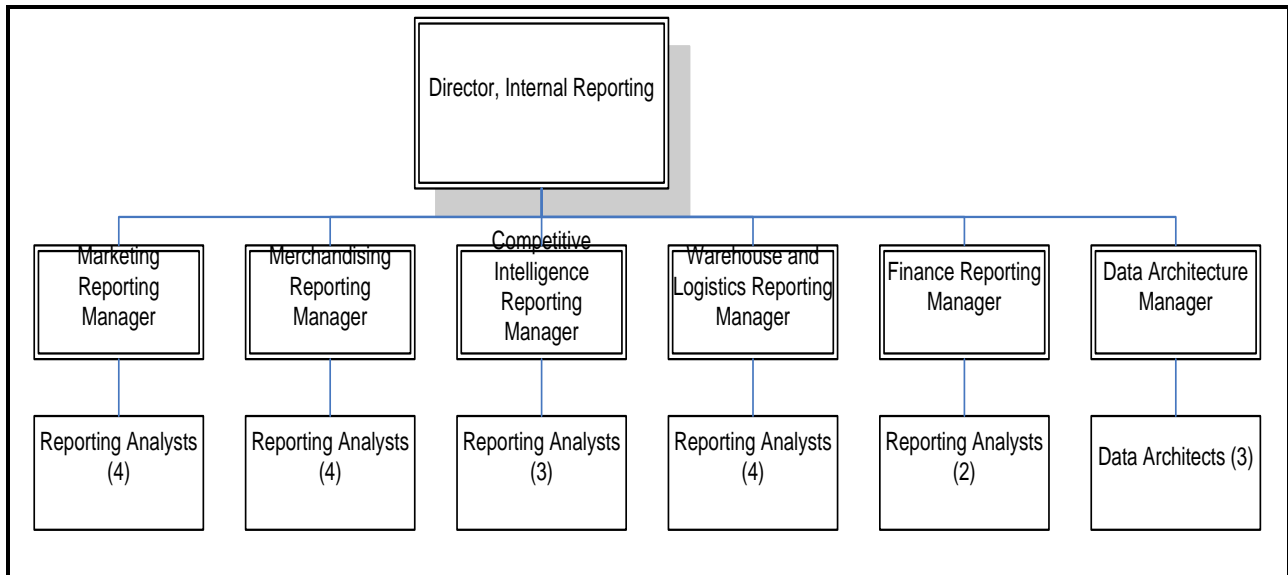 Director, Internal Reporting
Marketing
Reporting
Manager
Merchandising
Reporting
Manager
Competitive
Intelligence
Reporting
Manager
Warehouse and
Logistics Reporting
Manager
Finance Reporting
Manager
Data Architecture
Manager
Reporting Analysts
(4)
Reporting Analysts
(4)
Reporting Analysts
(3)
Reporting Analysts
(4)
Reporting Analysts
(2)
Data Architects (3)